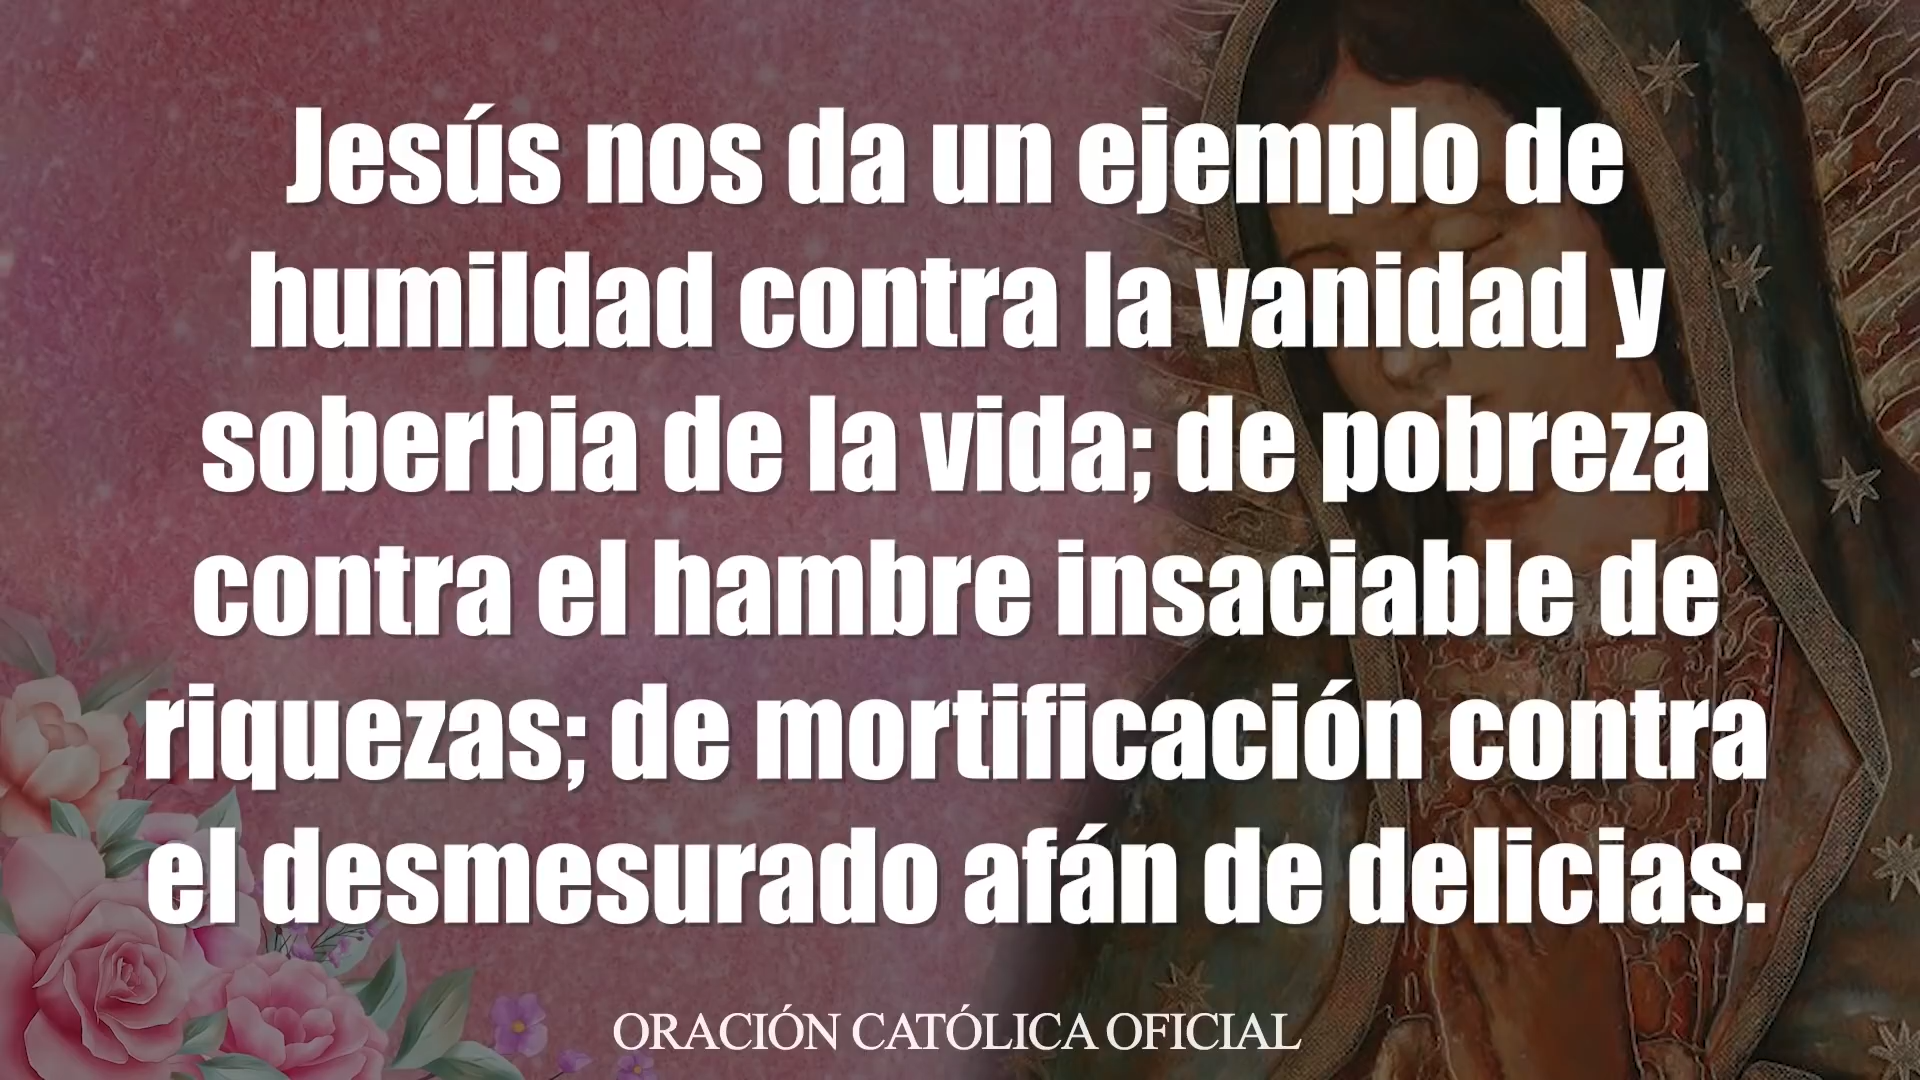 Jesús nos da un ejemplo de
humildad contra la vanidad y
soberbia de la vida; de pobreza
contra el hambre insaciable de
riquezas; de mortificación contra
el desmesurado afán de delicias.
ORACIÓN CATÓLICA OFICIAL